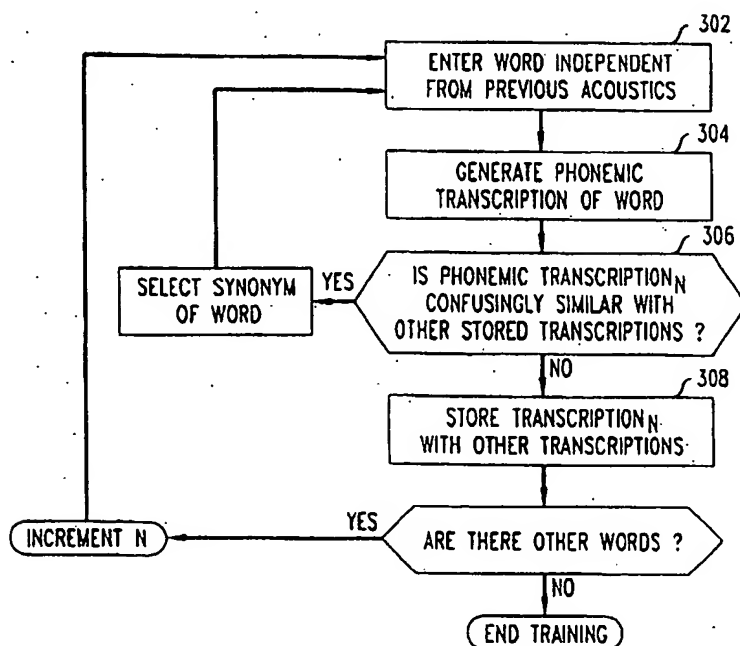 302
ENTER WORD INDEPENDENT
FROM PREVIOUS ACOUSTICS
304
GENERATE PHONEMIC
TRANSCRIPTION OF WORD
306
IS PHONEMIC TRANSCRIPTION_N
CONFUSINGLY SIMILAR WITH
OTHER STORED TRANSCRIPTIONS ?
YES
SELECT SYNONYM
OF WORD
NO
308
STORE TRANSCRIPTION_N
WITH OTHER TRANSCRIPTIONS
ARE THERE OTHER WORDS ?
YES
INCREMENT N
NO
END TRAINING